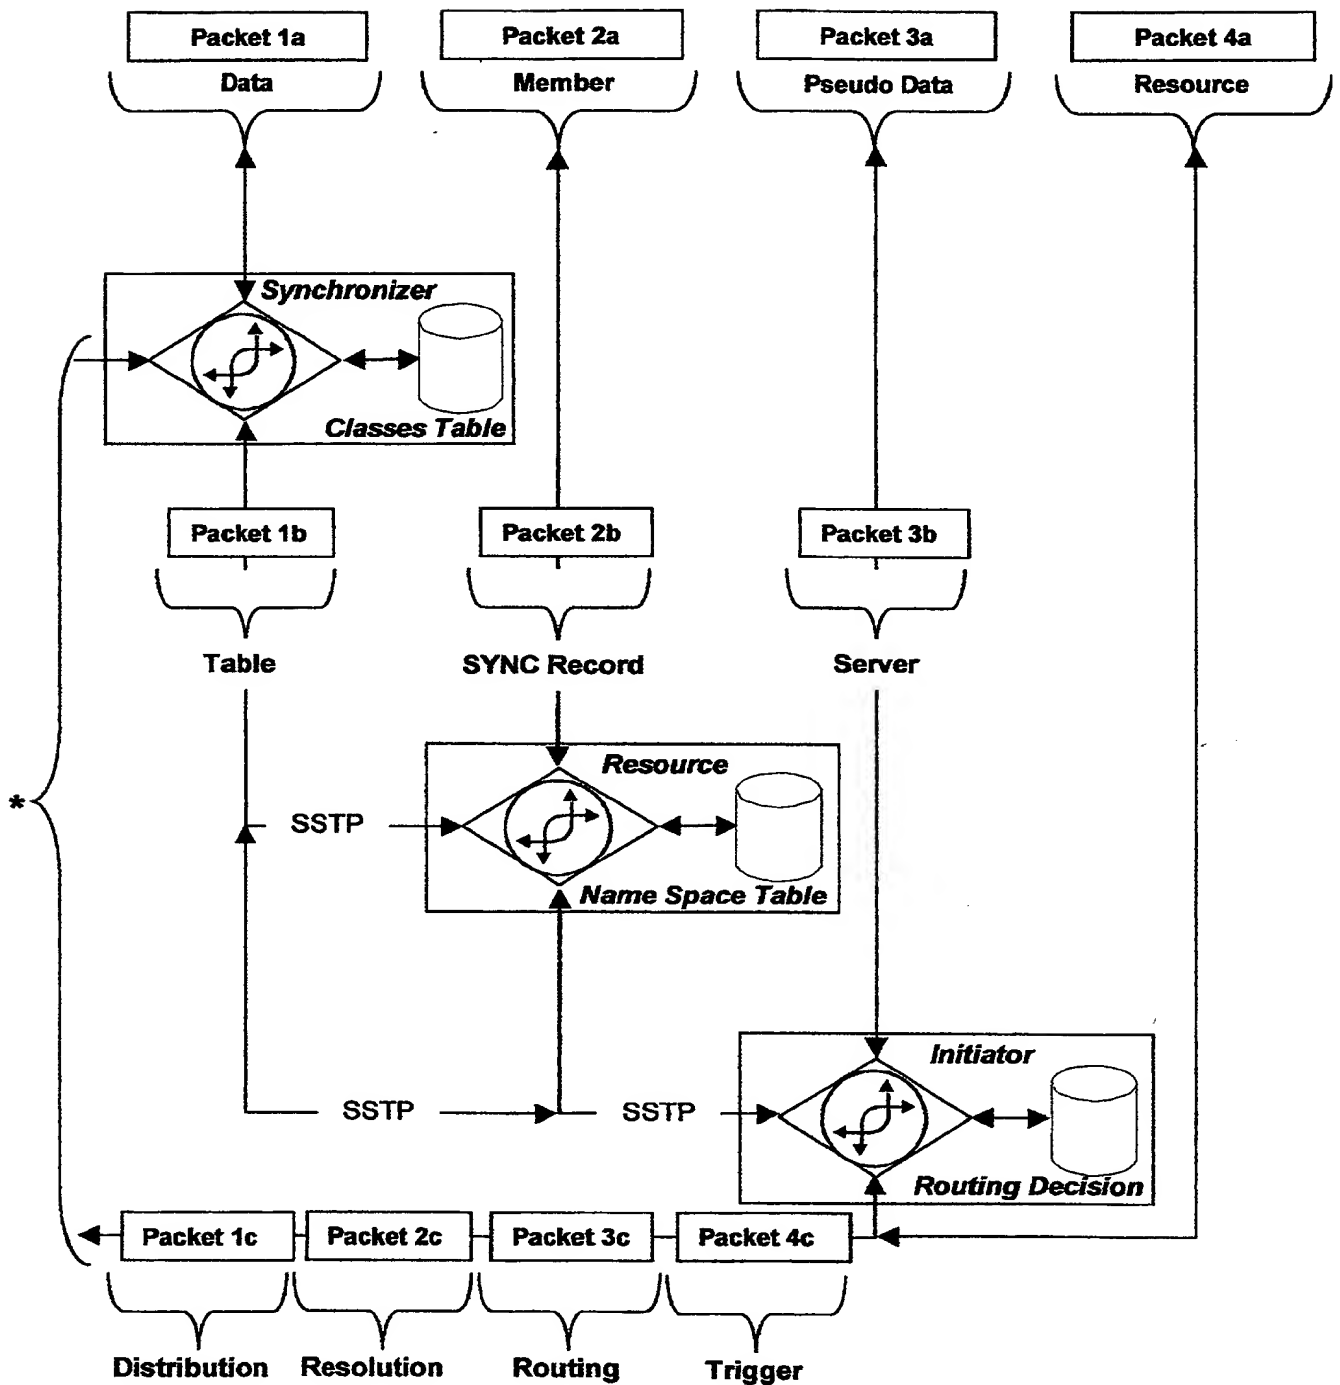 Packet 1a
Packet 2a
Packet 3a
Packet 4a
Data
Member
Pseudo Data
Resource
Synchronizer
Classes Table
Packet 1b
Packet 2b
Packet 3b
Table
SYNC Record
Server
Resource
*
SSTP
Name Space Table
Initiator
SSTP
SSTP
Routing Decision
Packet 1c
Packet 2c
Packet 3c
Packet 4c
Distribution
Resolution
Routing
Trigger